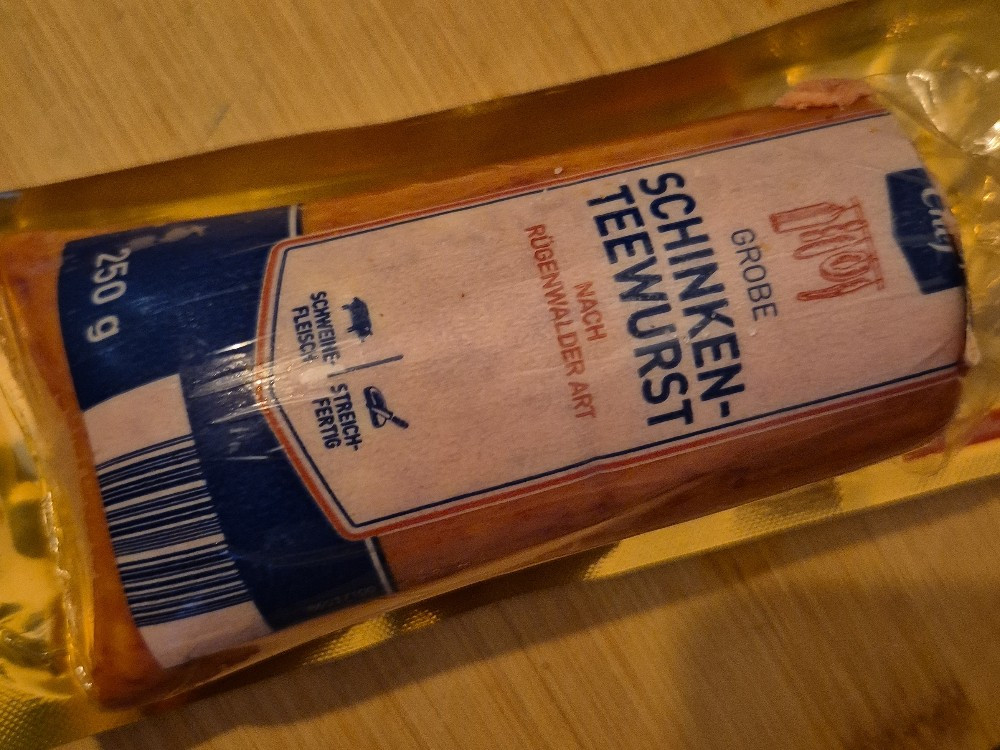 GROBE
SCHINKEN-
TEEWURST
NACH
RÜGENWALDER ART
SCHWEINE-
FLEISCH
STREICH-
FERTIG
250 g